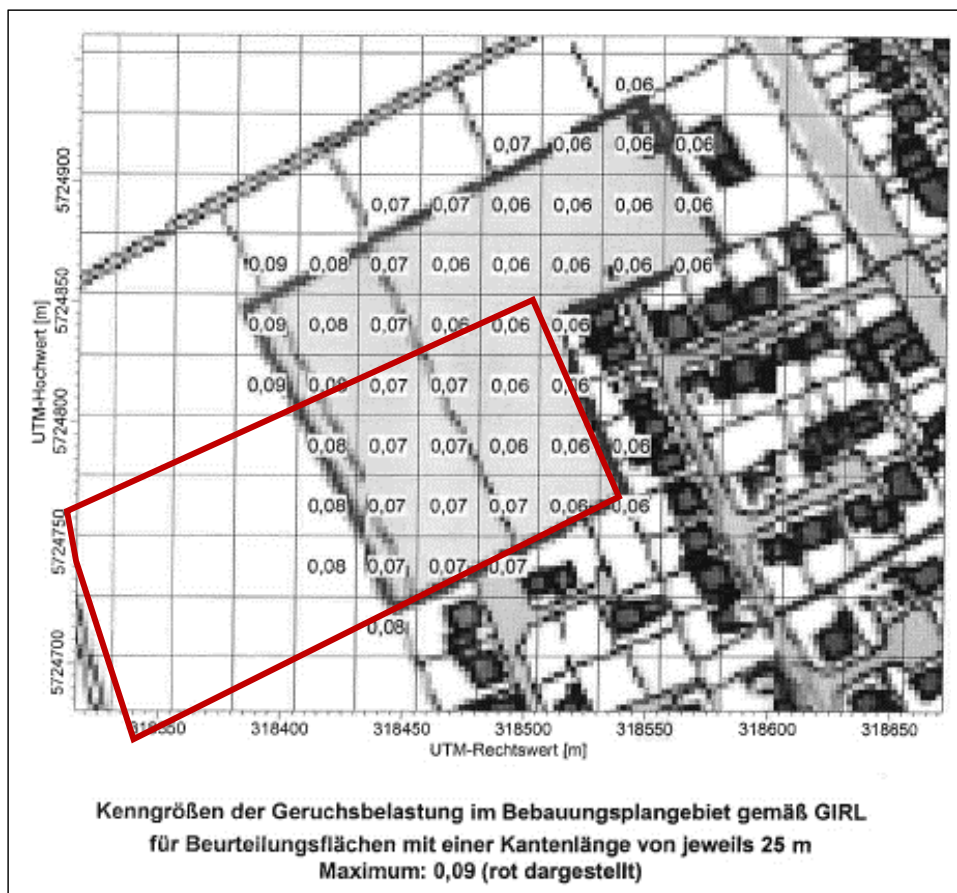 0,06
0,07 0,06 0,06 0,06
0,07 0,07 0,06 0,06 0,06 0,06
0,09 0,08 0,07 0,06 0,06 0,06 0,06 0,06
0,09 0,08 0,07 0,06 0,06 0,06
0,09 0,08 0,07 0,07 0,06 0,06
0,08 0,07 0,07 0,06 0,06 0,06
0,08 0,07 0,07 0,07 0,06 0,06
0,08 0,07 0,07 0,07
0,08
UTM-Hochwert [m]
5724900
5724850
5724800
5724750
5724700
318350 318400 318450 318500 318550 318600 318650
UTM-Rechtswert [m]
Kenngrößen der Geruchsbelastung im Bebauungsplangebiet gemäß GIRL
für Beurteilungsflächen mit einer Kantenlänge von jeweils 25 m
Maximum: 0,09 (rot dargestellt)